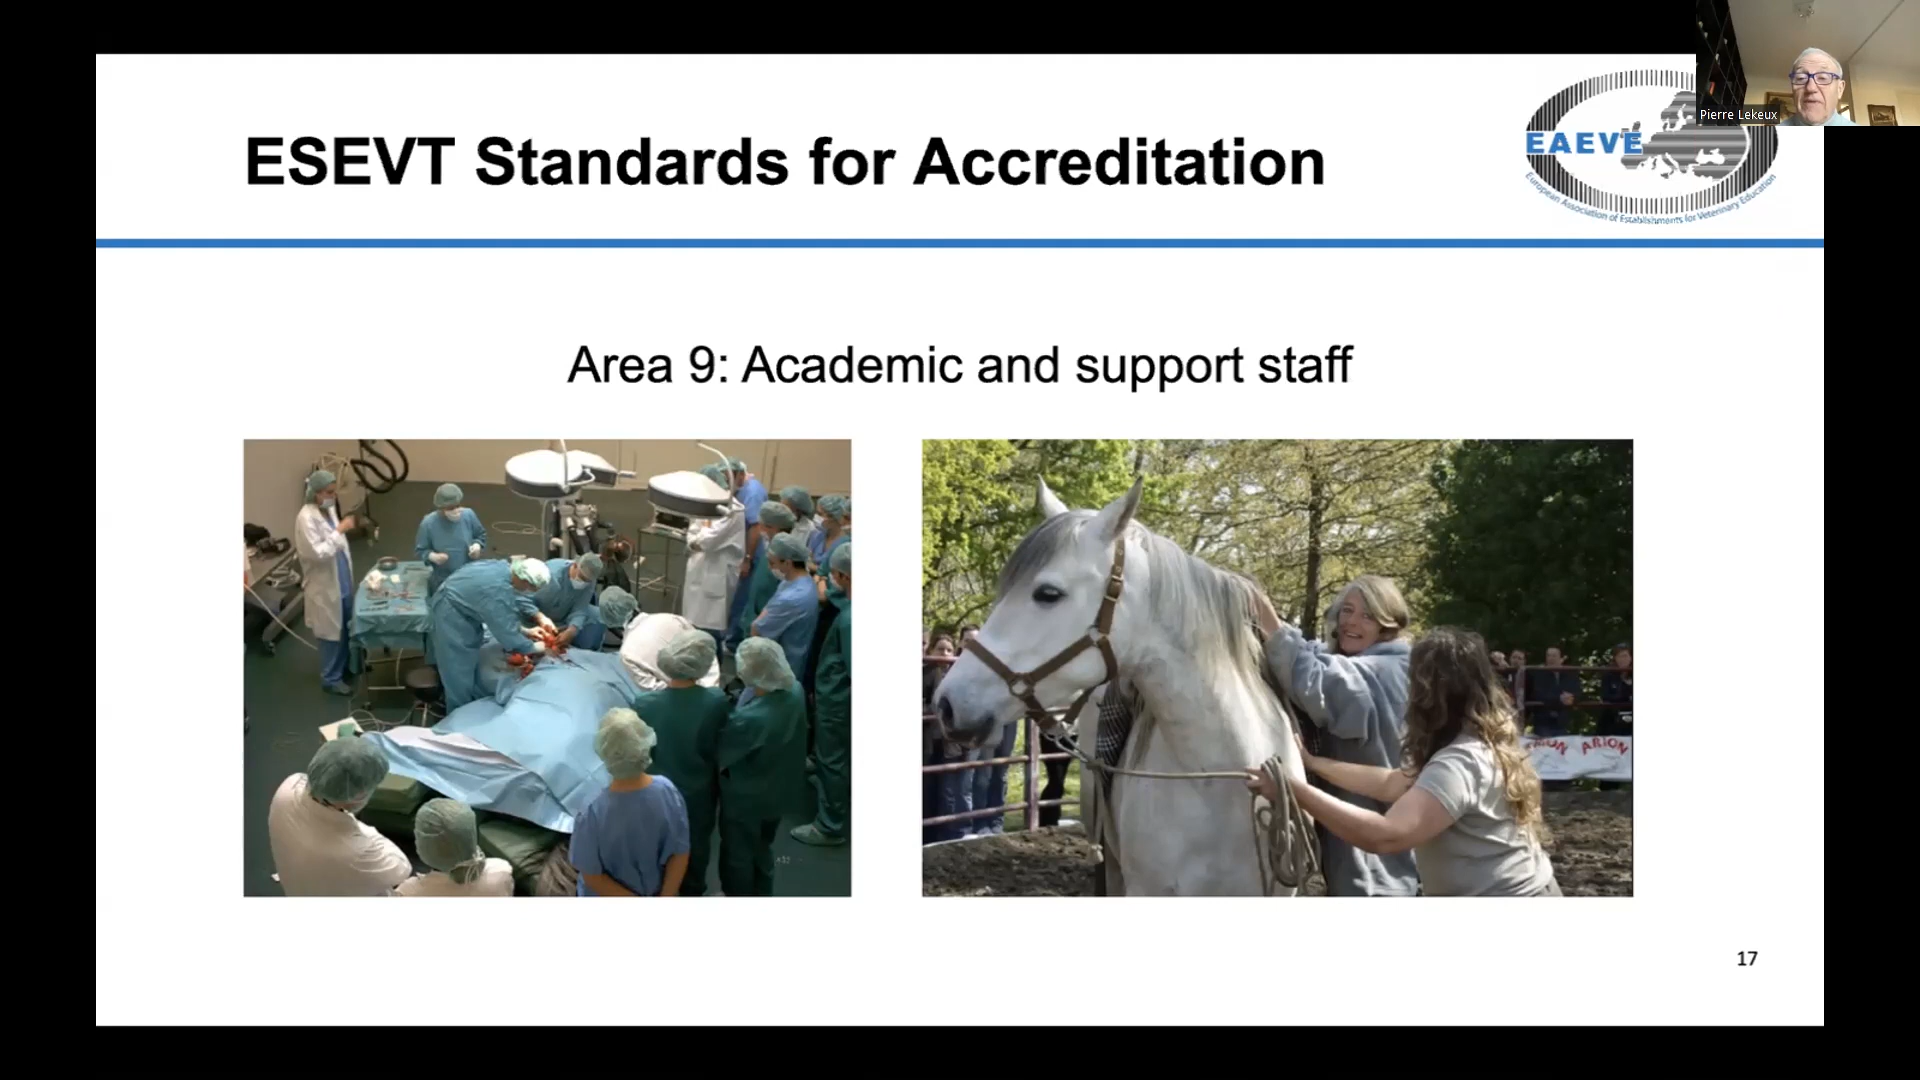 Pierre Lekeux
ESEVT Standards for Accreditation
EAEVE
European Association of Establishments for Veterinary Education
Area 9: Academic and support staff
ARION
17